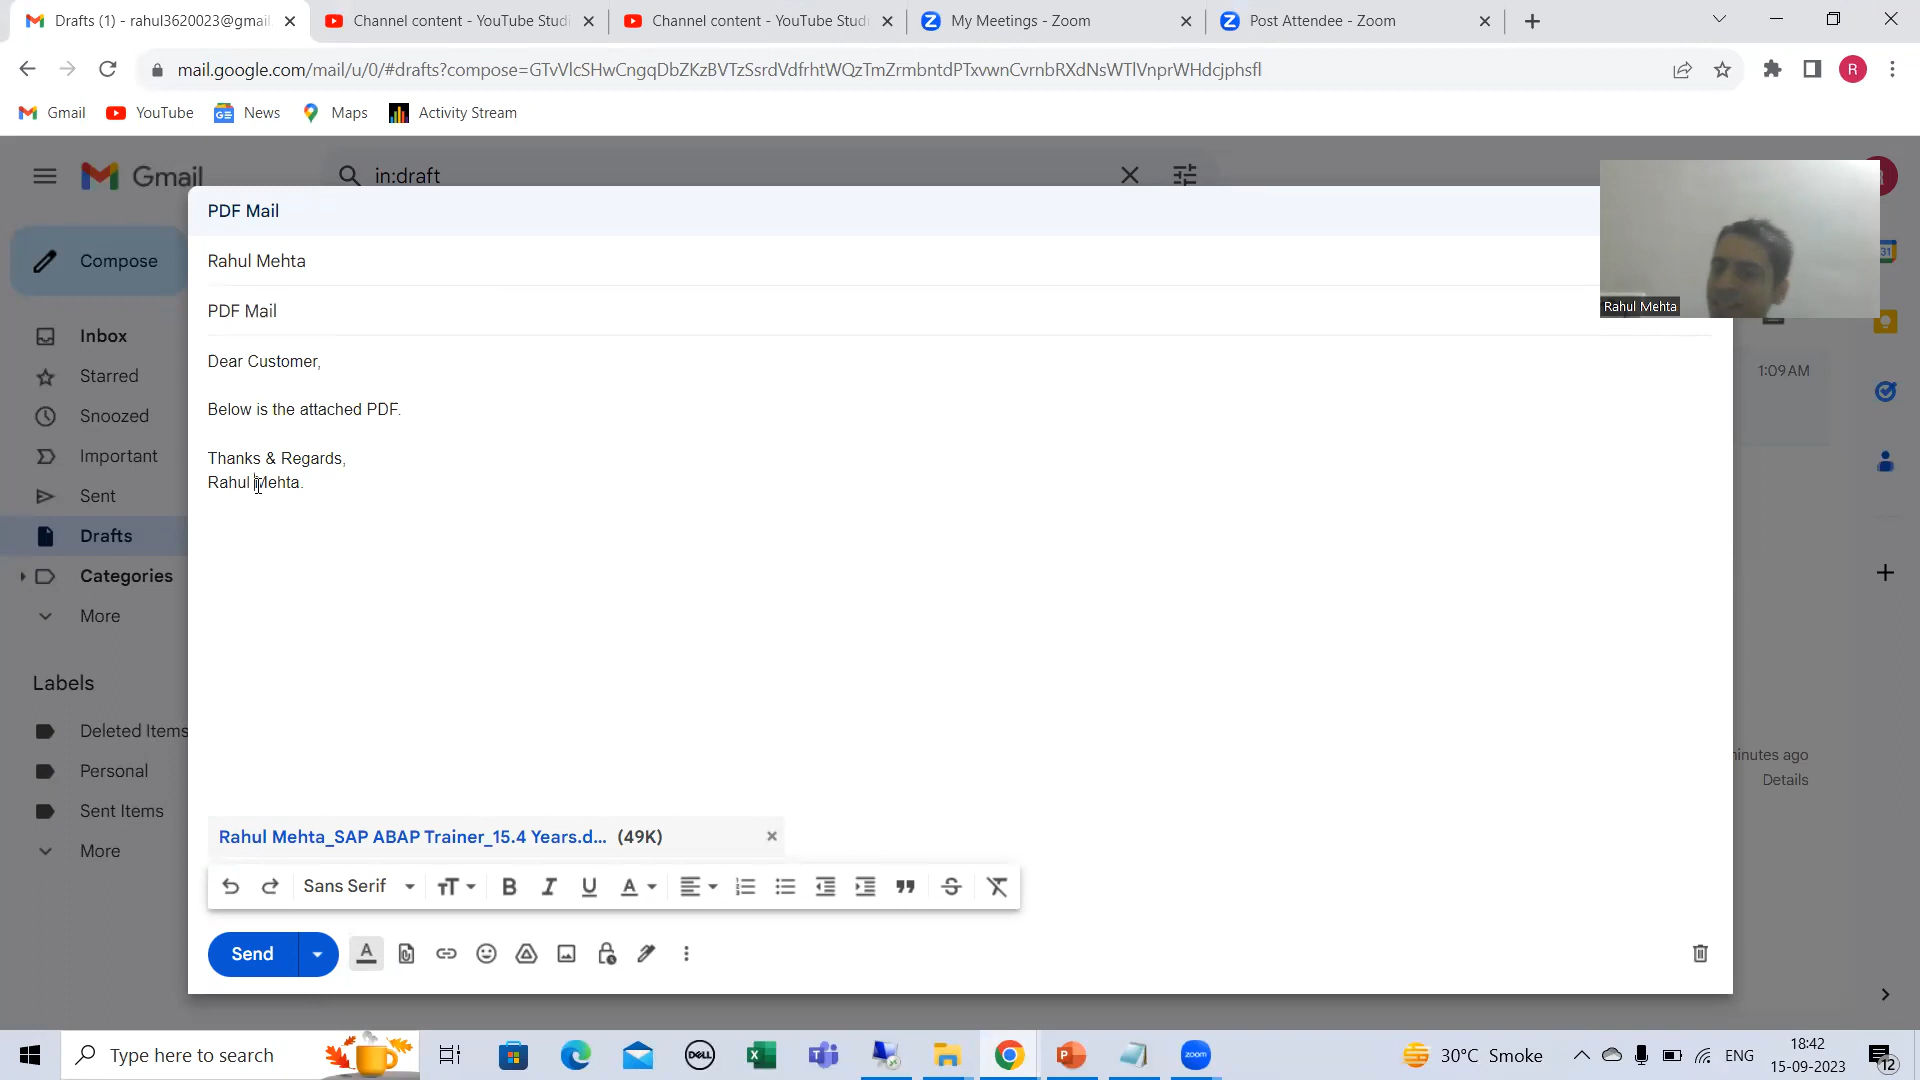 Drafts (1) - rahul3620023@gmail.
Channel content - YouTube Studi
Channel content - YouTube Studi
My Meetings - Zoom
Post Attendee - Zoom
mail.google.com/mail/u/0/#drafts?compose=GTvVlcSHwCngqDbZKzBVTzSsrdVdfrhtWQzTmZrmbntdPTxvwnCvrnbRXdNsWTlVnprWHdcjphsfl
R
Gmail
YouTube
News
Maps
Activity Stream
Gmail
in:draft
Compose
Inbox
Starred
Snoozed
Important
Sent
Drafts
Categories
More
Labels
Deleted Items
Personal
Sent Items
More
PDF Mail
Rahul Mehta
PDF Mail
Dear Customer,
Below is the attached PDF.
Thanks & Regards,
Rahul Mehta.
Rahul Mehta
31
1:09 AM
minutes ago
Details
Rahul Mehta_SAP ABAP Trainer_15.4 Years.d... (49K)
Sans Serif
Send
Type here to search
DELL
zoom
30°C Smoke
ENG
18:42
15-09-2023
12